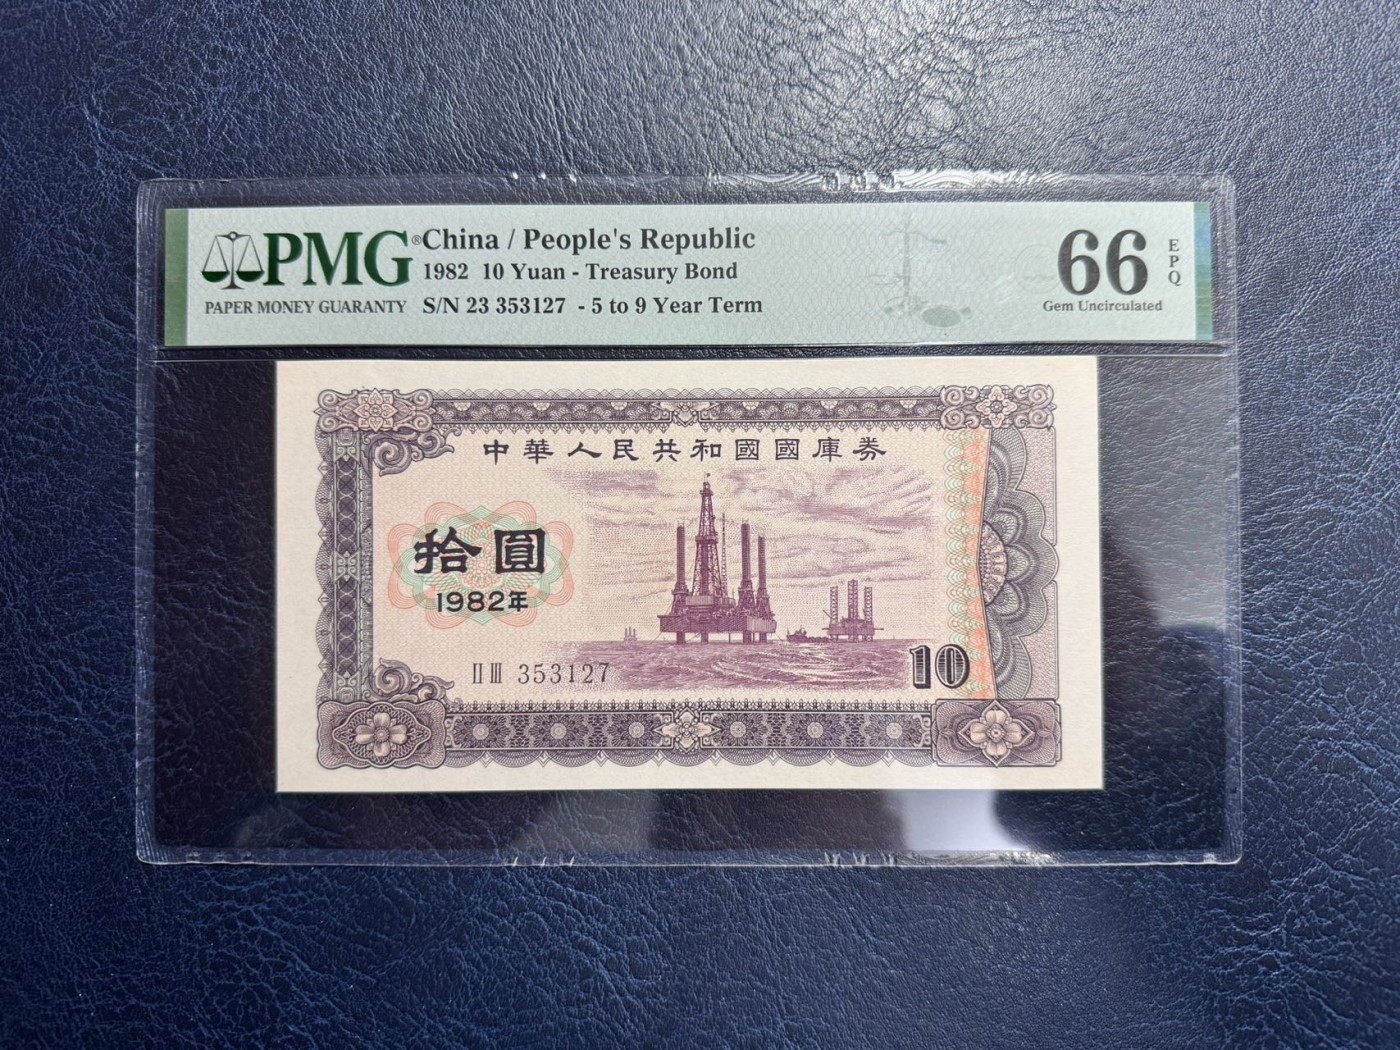 PMG® China / People's Republic
1982 10 Yuan - Treasury Bond
PAPER MONEY GUARANTY S/N 23 353127 - 5 to 9 Year Term
66 EPQ
Gem Uncirculated
中華人民共和國國庫券
拾圓
1982年
II III 353127
10